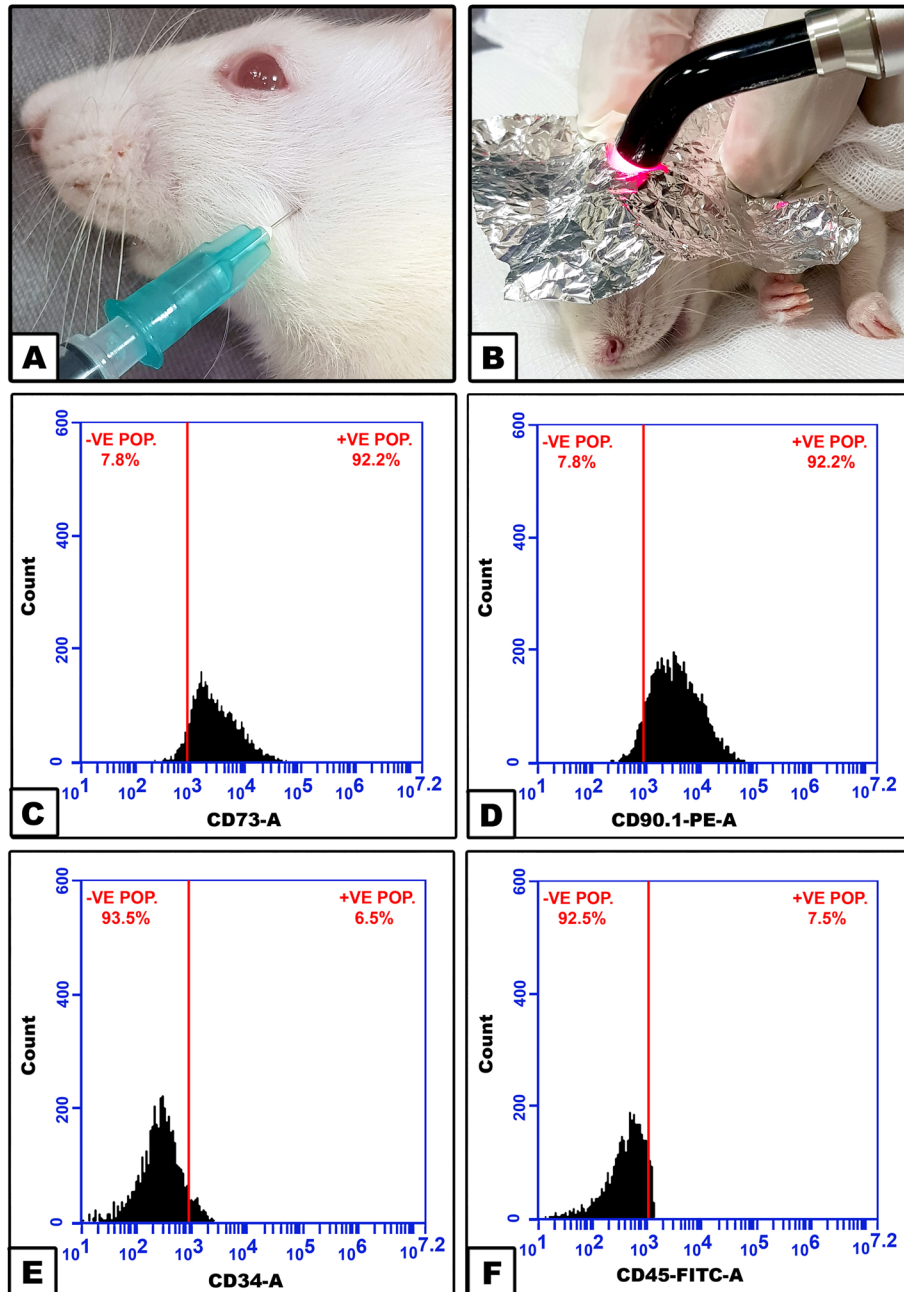 A
B
-VE POP.
7.8%
+VE POP.
92.2%
600
400
200
0
Count
10^1 10^2 10^3 10^4 10^5 10^6 10^7.2
CD73-A
C
-VE POP.
7.8%
+VE POP.
92.2%
600
400
200
0
Count
10^1 10^2 10^3 10^4 10^5 10^6 10^7.2
CD90.1-PE-A
D
-VE POP.
93.5%
+VE POP.
6.5%
600
400
200
0
Count
10^1 10^2 10^3 10^4 10^5 10^6 10^7.2
CD34-A
E
-VE POP.
92.5%
+VE POP.
7.5%
600
400
200
0
Count
10^1 10^2 10^3 10^4 10^5 10^6 10^7.2
CD45-FITC-A
F